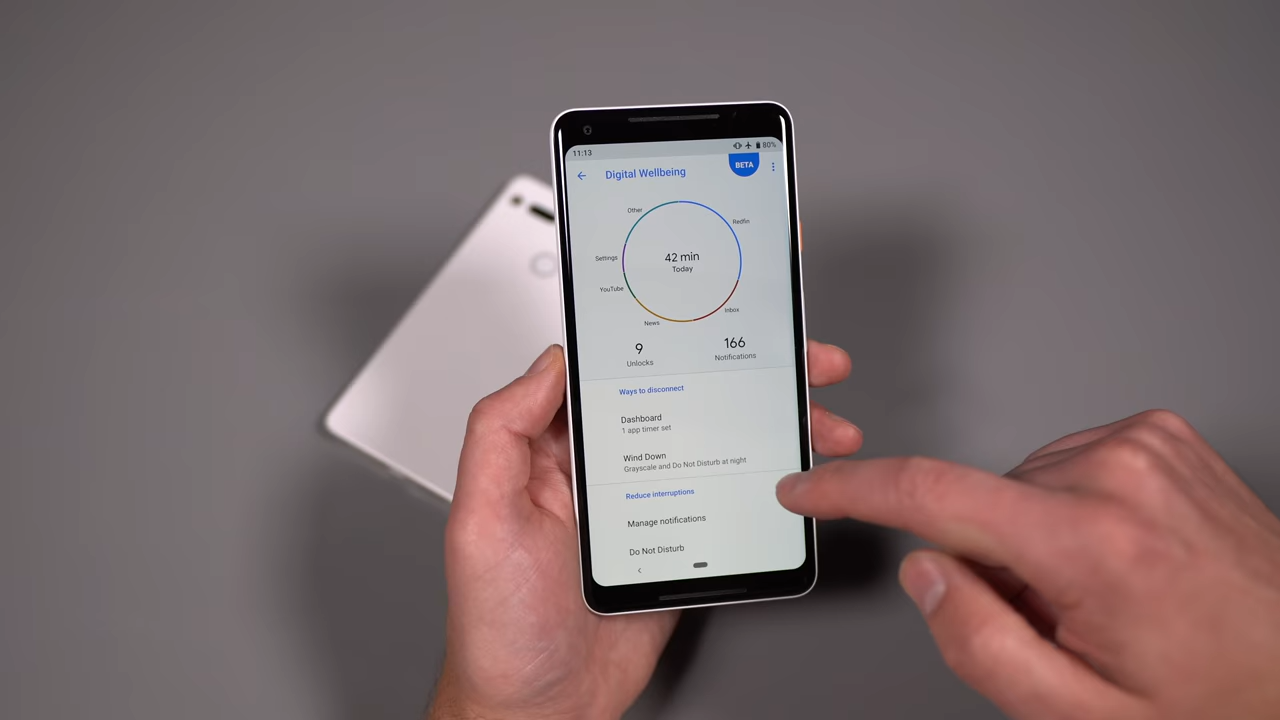 11:13 80%
Digital Wellbeing BETA
Other
Redfin
Settings
42 min
Today
YouTube
Inbox
News
9 166
Unlocks Notifications
Ways to disconnect
Dashboard
1 app timer set
Wind Down
Grayscale and Do Not Disturb at night
Reduce interruptions
Manage notifications
Do Not Disturb